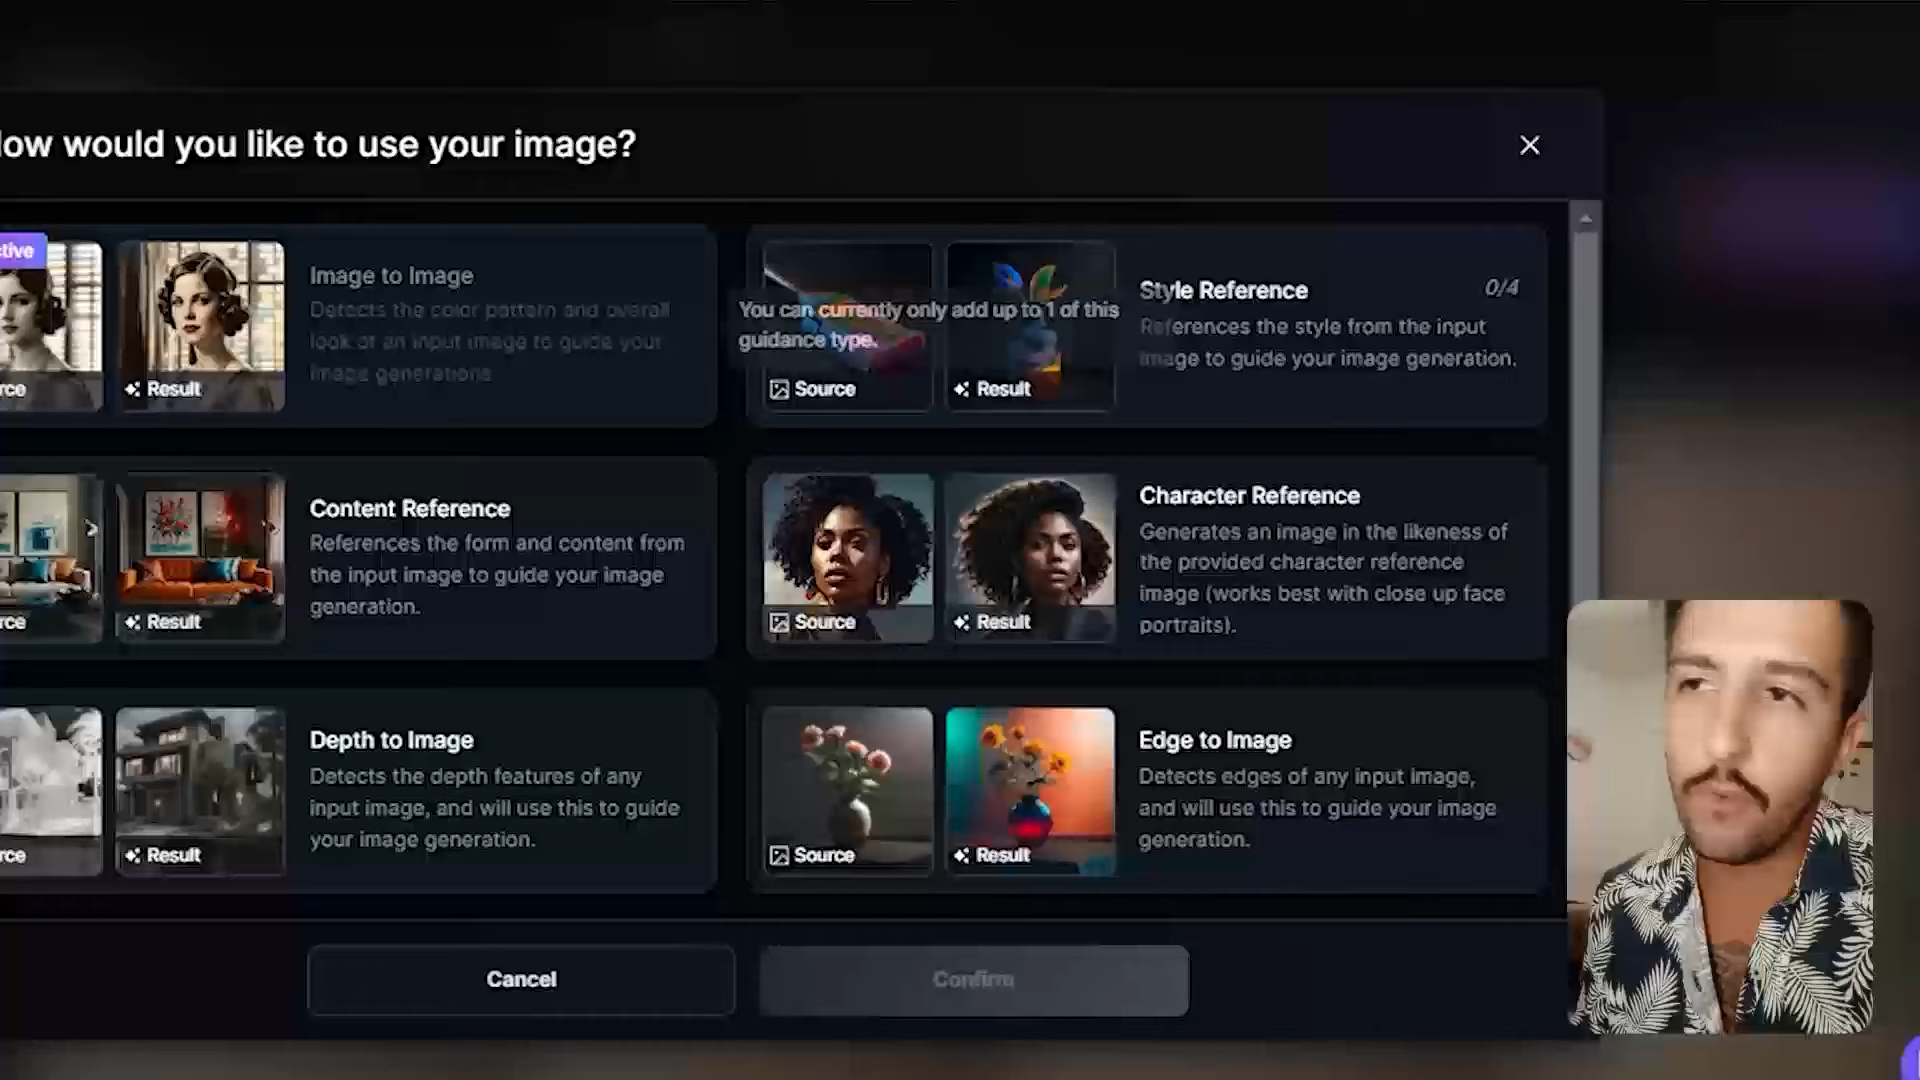 ow would you like to use your image?
ctive
rce
Result
Image to Image
Detects the color pattern and overall
look of an input image to guide your
image generations
You can currently only add up to 1 of this
guidance type.
Source
Result
Style Reference
0/4
References the style from the input
image to guide your image generation.
rce
Result
Content Reference
References the form and content from
the input image to guide your image
generation.
Source
Result
Character Reference
Generates an image in the likeness of
the provided character reference
image (works best with close up face
portraits).
rce
Result
Depth to Image
Detects the depth features of any
input image, and will use this to guide
your image generation.
Source
Result
Edge to Image
Detects edges of any input image,
and will use this to guide your image
generation.
Cancel
Confirm